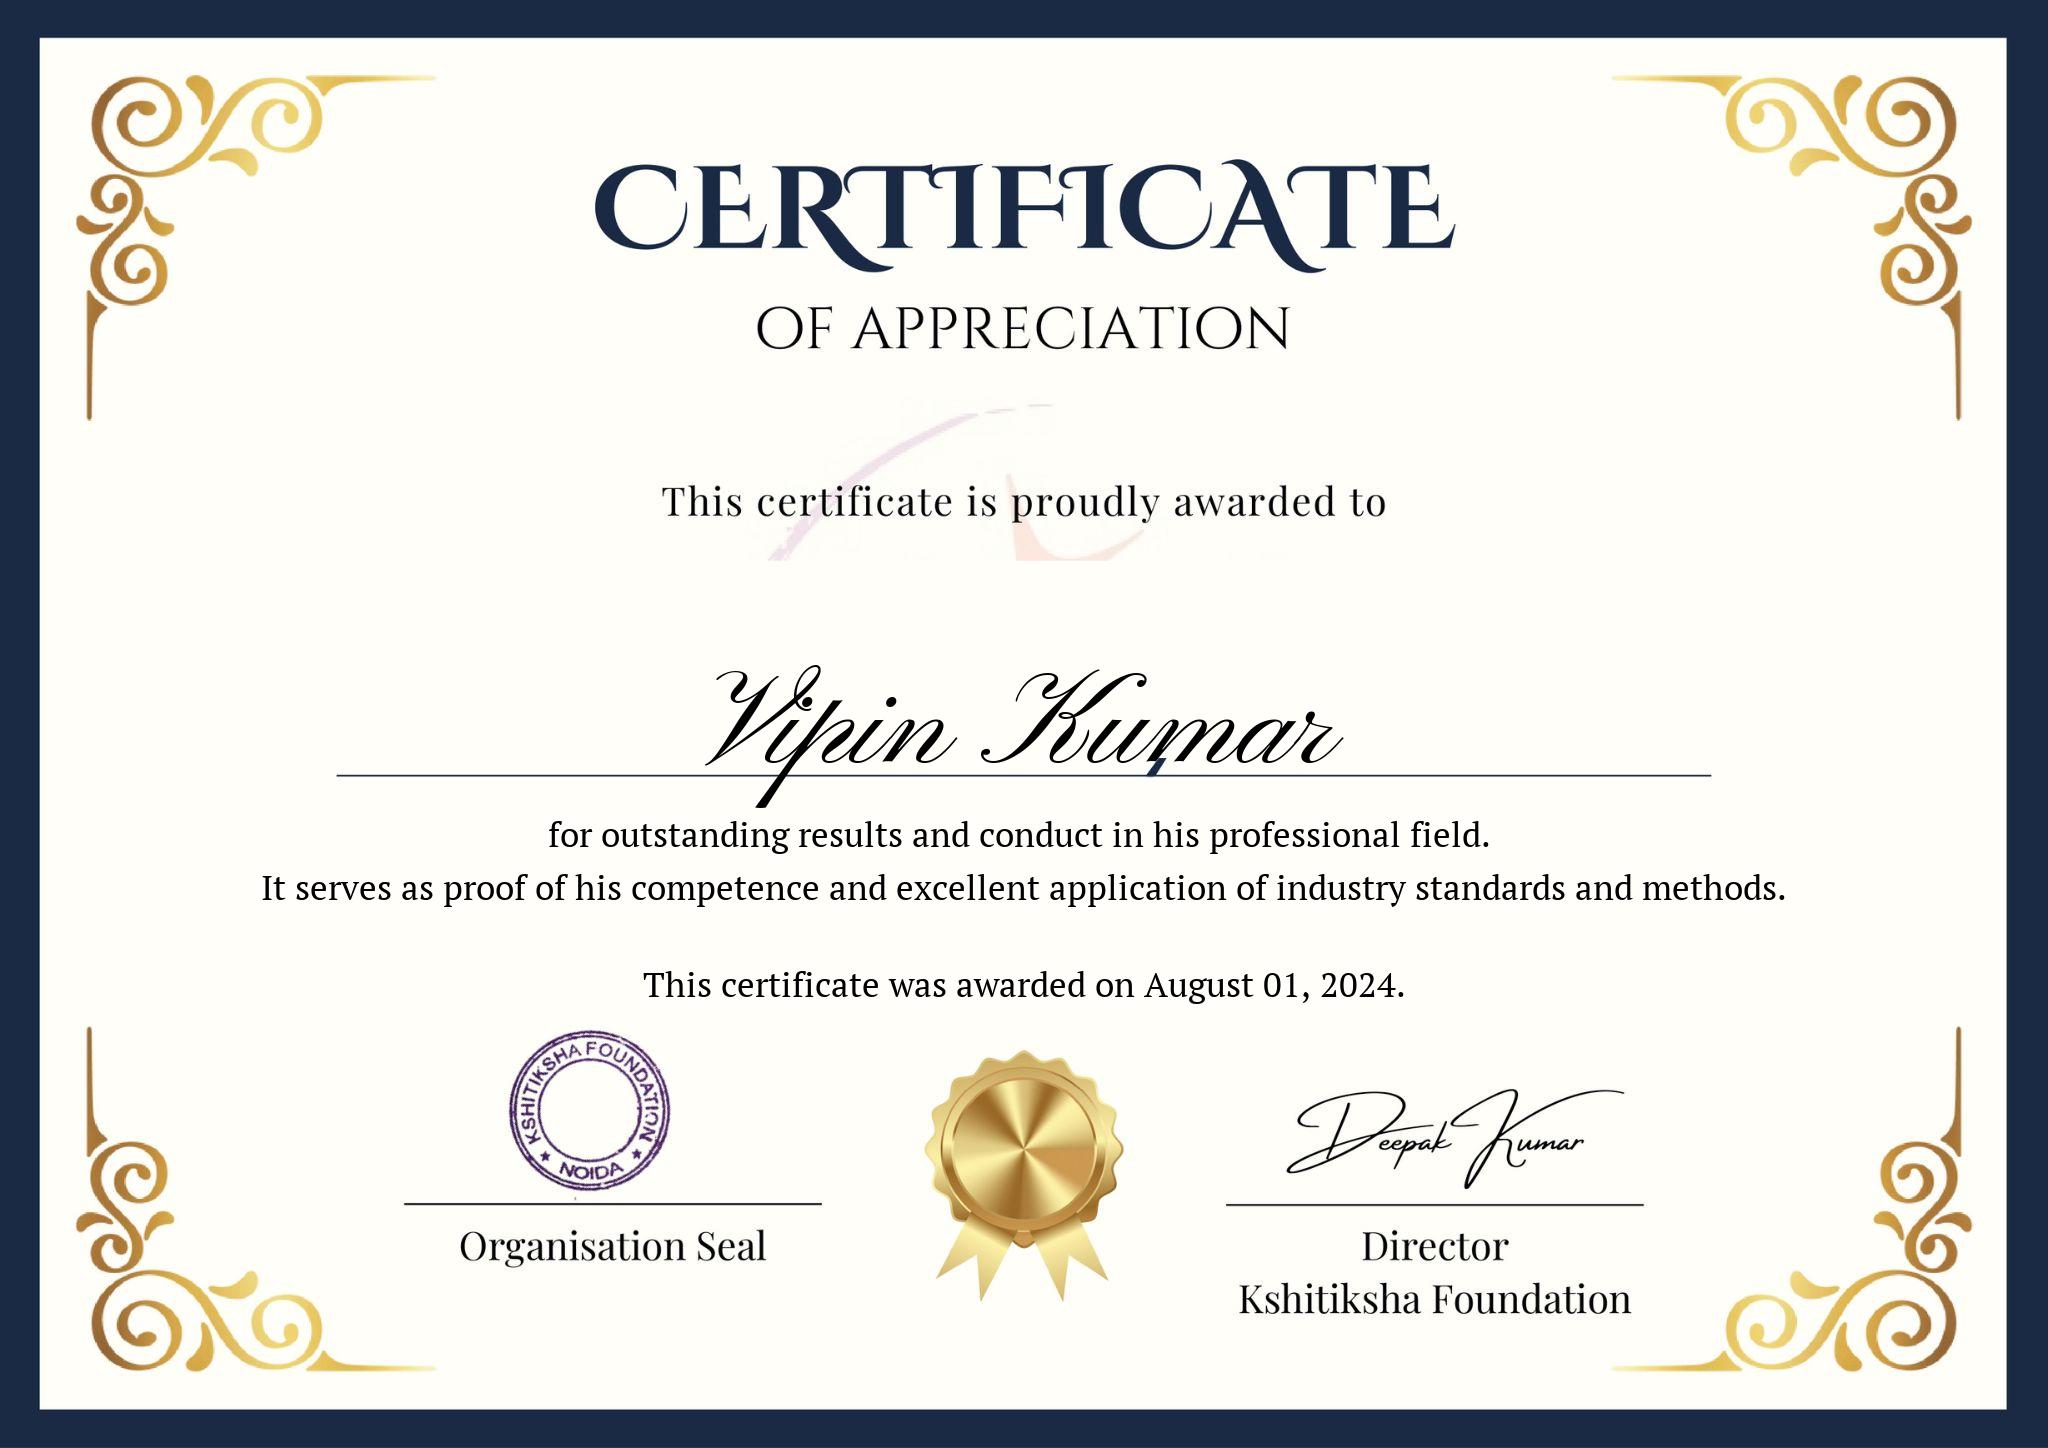 CERTIFICATE
OF APPRECIATION
This certificate is proudly awarded to
Vipin Kumar
for outstanding results and conduct in his professional field.
It serves as proof of his competence and excellent application of industry standards and methods.
This certificate was awarded on August 01, 2024.
KSHITIKSHA FOUNDATION
★ NOIDA ★
Deepak Kumar
Organisation Seal
Director
Kshitiksha Foundation